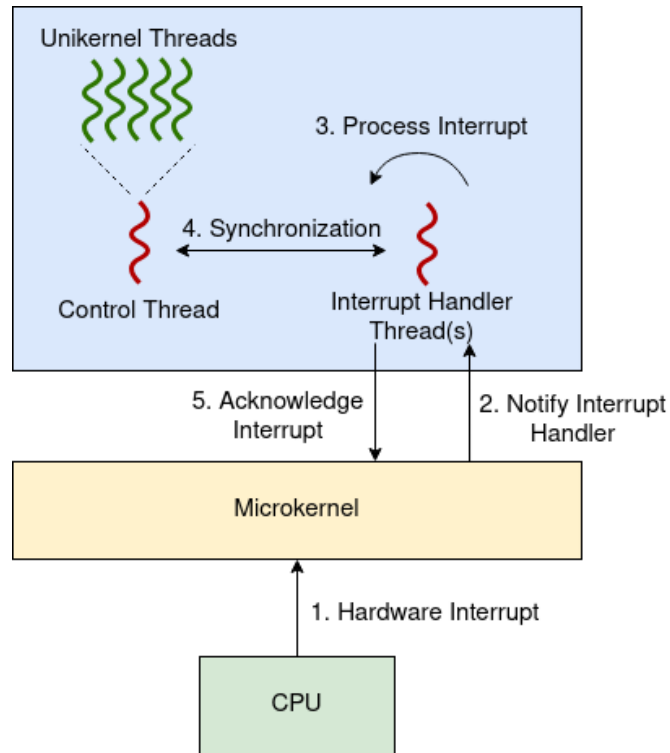 Unikernel Threads
3. Process Interrupt
4. Synchronization
Control Thread
Interrupt Handler
Thread(s)
5. Acknowledge
Interrupt
2. Notify Interrupt
Handler
Microkernel
1. Hardware Interrupt
CPU